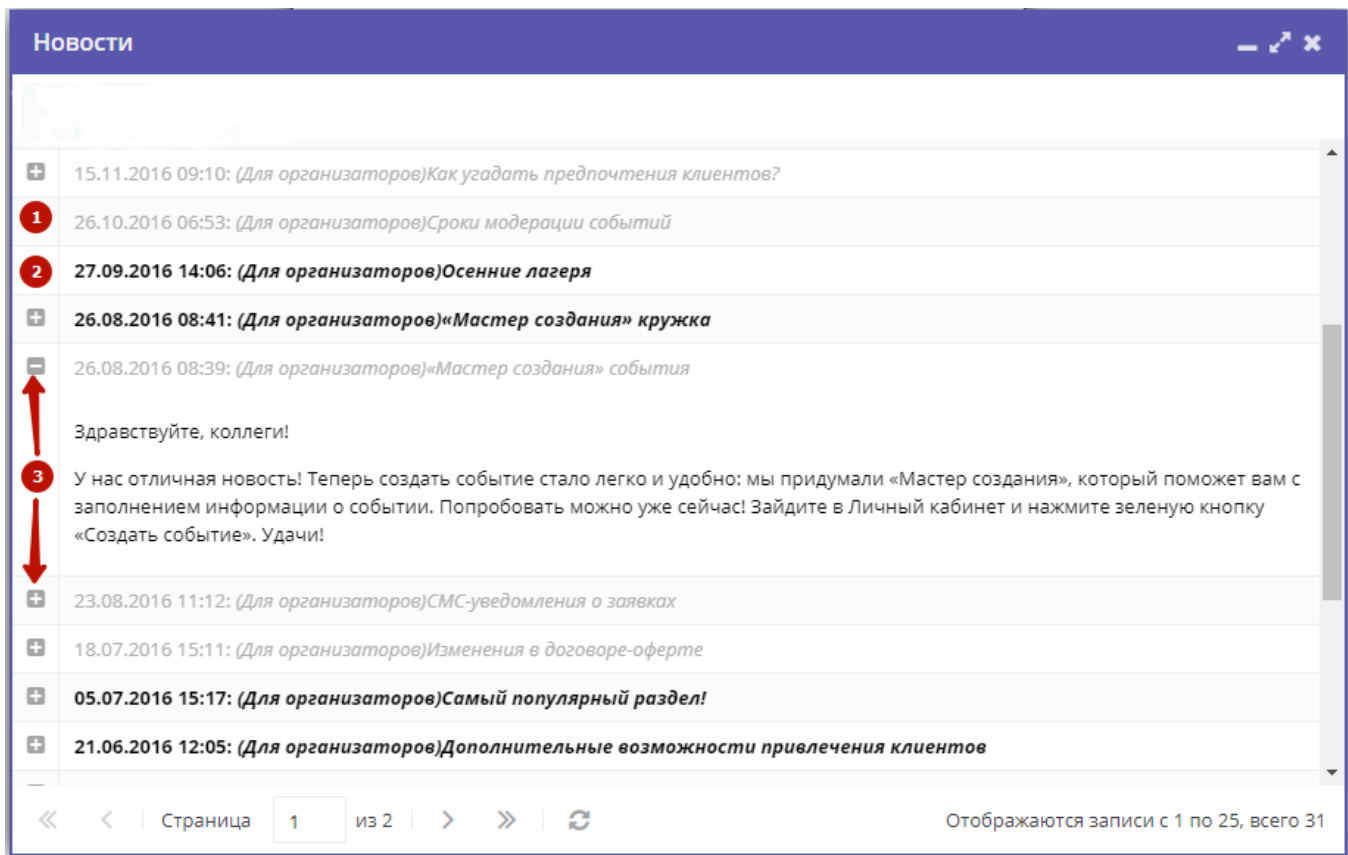 Новости
15.11.2016 09:10: (Для организаторов)Как угадать предпочтения клиентов?
1 26.10.2016 06:53: (Для организаторов)Сроки модерации событий
2 27.09.2016 14:06: (Для организаторов)Осенние лагеря
26.08.2016 08:41: (Для организаторов)«Мастер создания» кружка
26.08.2016 08:39: (Для организаторов)«Мастер создания» события
Здравствуйте, коллеги!
3 У нас отличная новость! Теперь создать событие стало легко и удобно: мы придумали «Мастер создания», который поможет вам с
заполнением информации о событии. Попробовать можно уже сейчас! Зайдите в Личный кабинет и нажмите зеленую кнопку
«Создать событие». Удачи!
23.08.2016 11:12: (Для организаторов)СМС-уведомления о заявках
18.07.2016 15:11: (Для организаторов)Изменения в договоре-оферте
05.07.2016 15:17: (Для организаторов)Самый популярный раздел!
21.06.2016 12:05: (Для организаторов)Дополнительные возможности привлечения клиентов
Страница 1 из 2 Отображаются записи с 1 по 25, всего 31